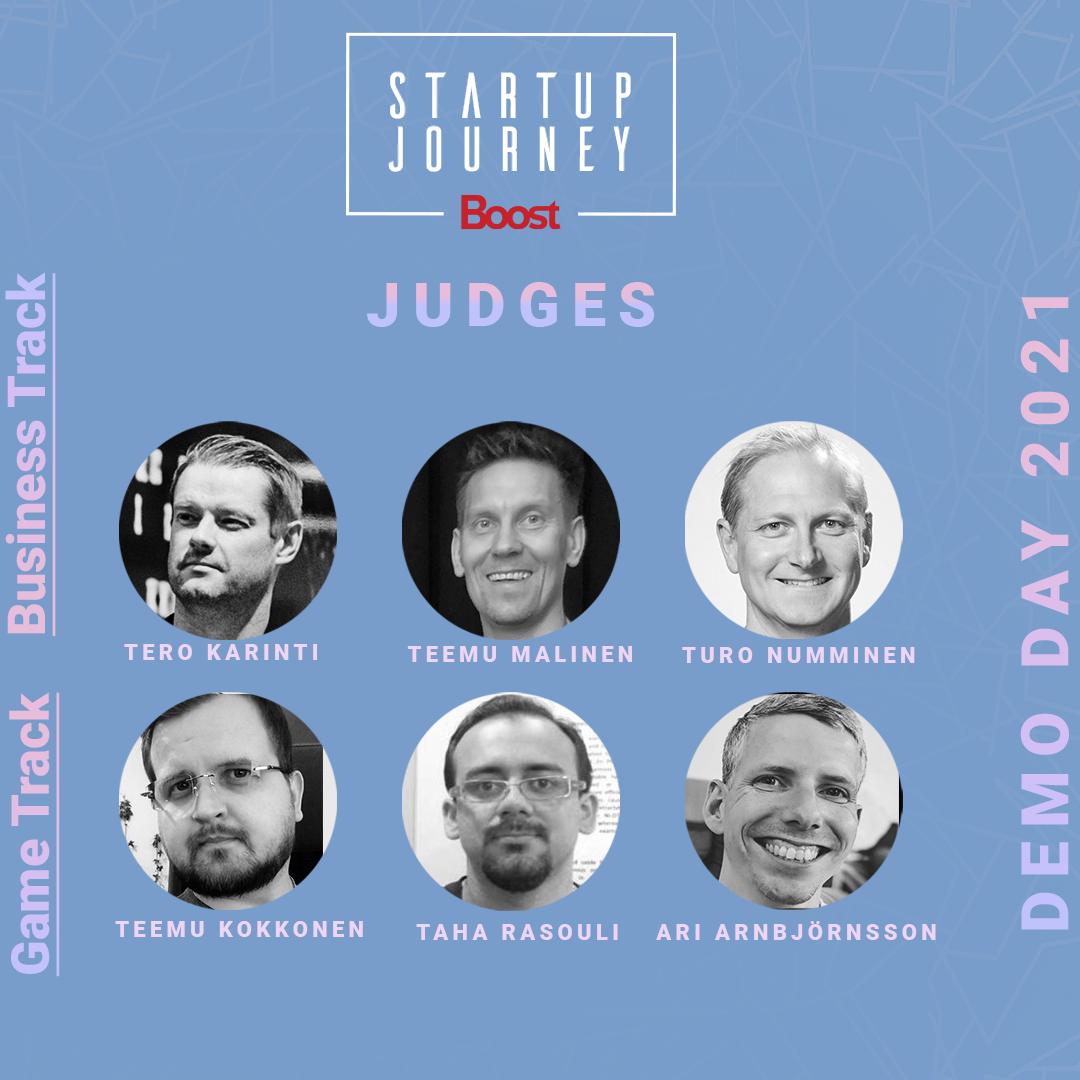 STARTUP
JOURNEY
Boost
JUDGES
Business Track
TERO KARINTI
TEEMU MALINEN
TURO NUMMINEN
Game Track
TEEMU KOKKONEN
TAHA RASOULI
ARI ARNBJÖRNSSON
DEMO DAY 2021